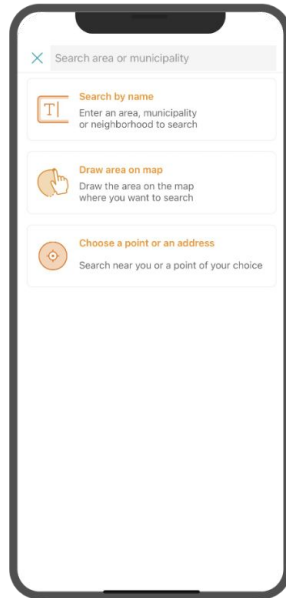 Search area or municipality
Search by name
Enter an area, municipality
or neighborhood to search
Draw area on map
Draw the area on the map
where you want to search
Choose a point or an address
Search near you or a point of your choice